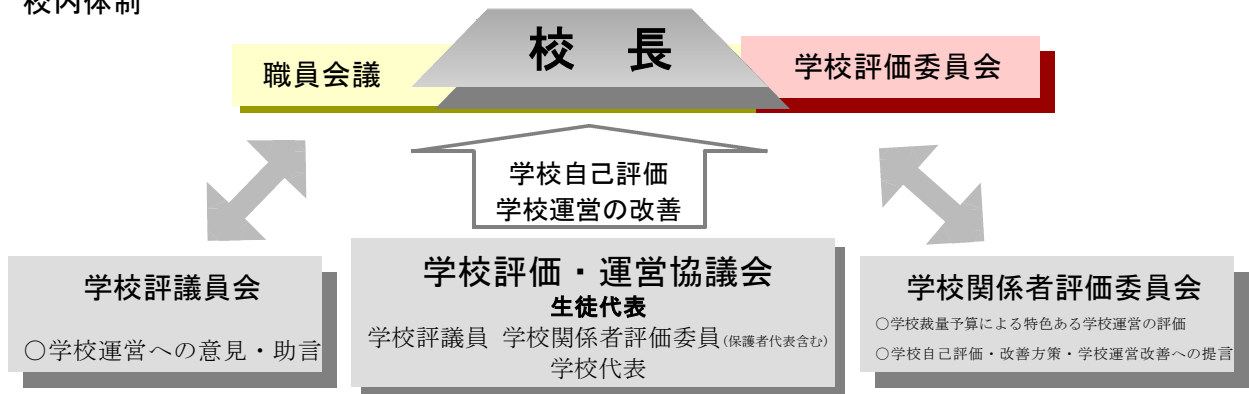 校内体制
校 長
職員会議
学校評価委員会
学校自己評価
学校運営の改善
学校評議員会
○学校運営への意見・助言
学校評価・運営協議会
生徒代表
学校評議員 学校関係者評価委員(保護者代表含む)
学校代表
学校関係者評価委員会
○学校裁量予算による特色ある学校運営の評価
○学校自己評価・改善方策・学校運営改善への提言